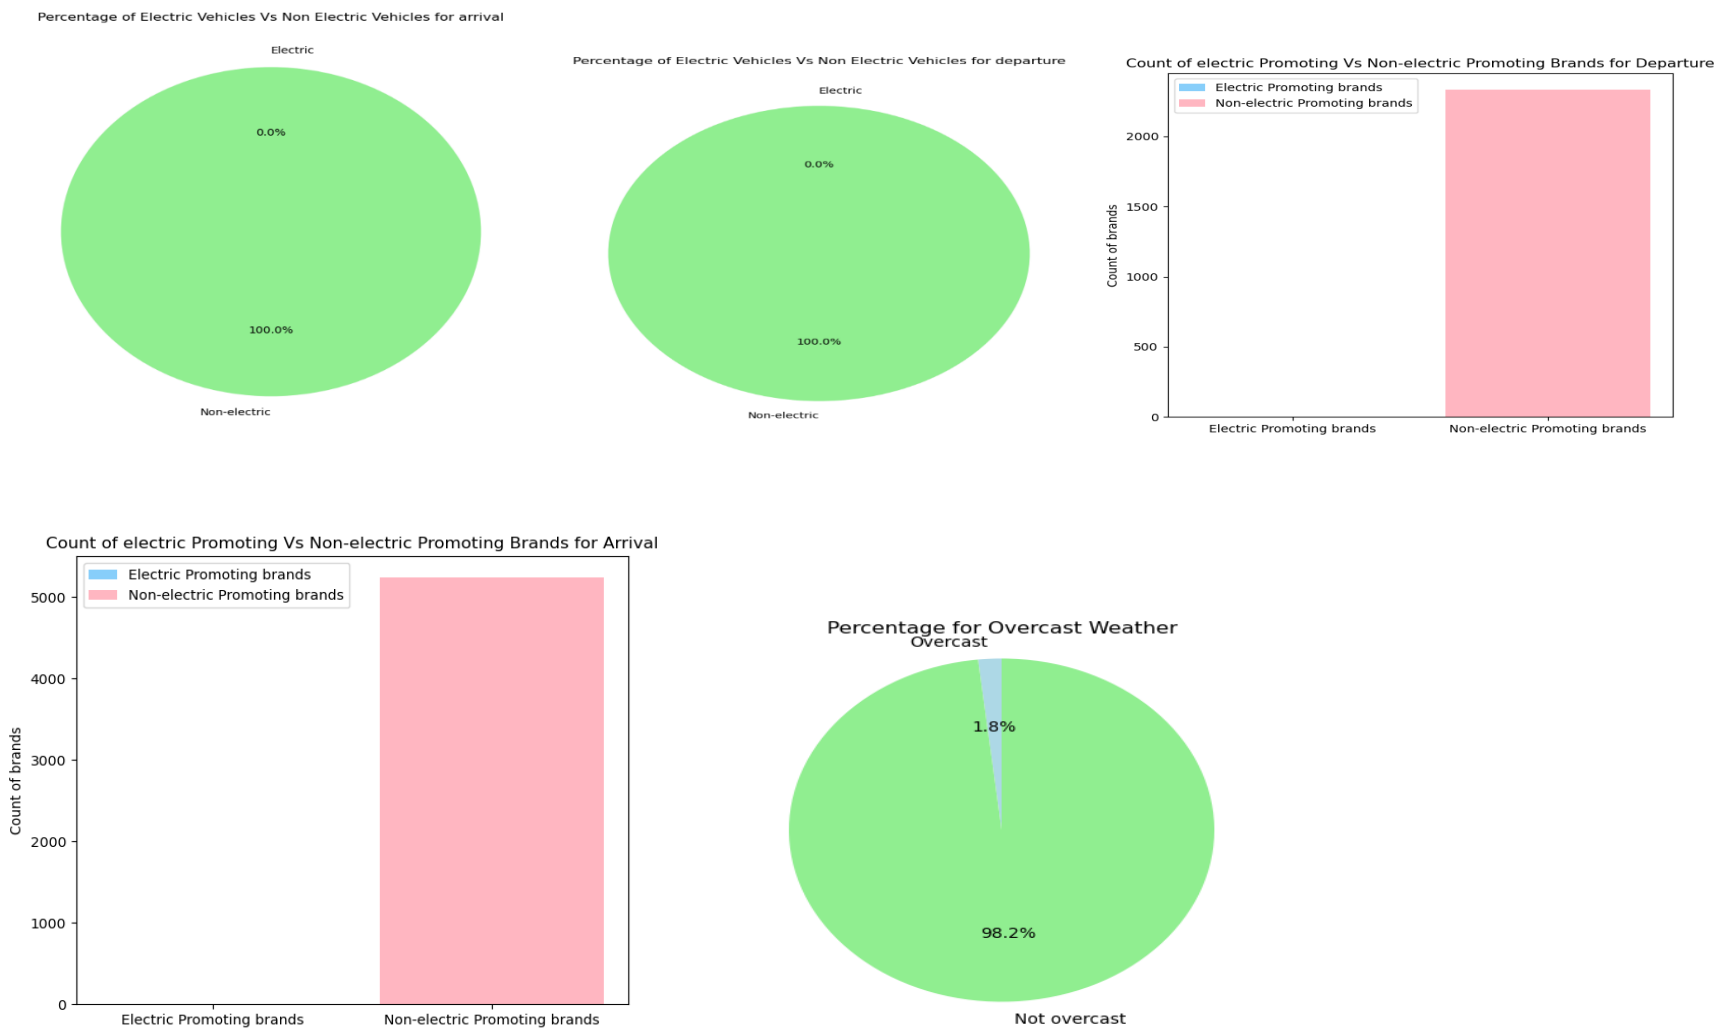 Percentage of Electric Vehicles Vs Non Electric Vehicles for arrival
Electric
0.0%
100.0%
Non-electric
Percentage of Electric Vehicles Vs Non Electric Vehicles for departure
Electric
0.0%
100.0%
Non-electric
Count of electric Promoting Vs Non-electric Promoting Brands for Departure
Electric Promoting brands
Non-electric Promoting brands
Count of brands
2000
1500
1000
500
0
Electric Promoting brands
Non-electric Promoting brands
Count of electric Promoting Vs Non-electric Promoting Brands for Arrival
Electric Promoting brands
Non-electric Promoting brands
Count of brands
5000
4000
3000
2000
1000
0
Electric Promoting brands
Non-electric Promoting brands
Percentage for Overcast Weather
Overcast
1.8%
98.2%
Not overcast